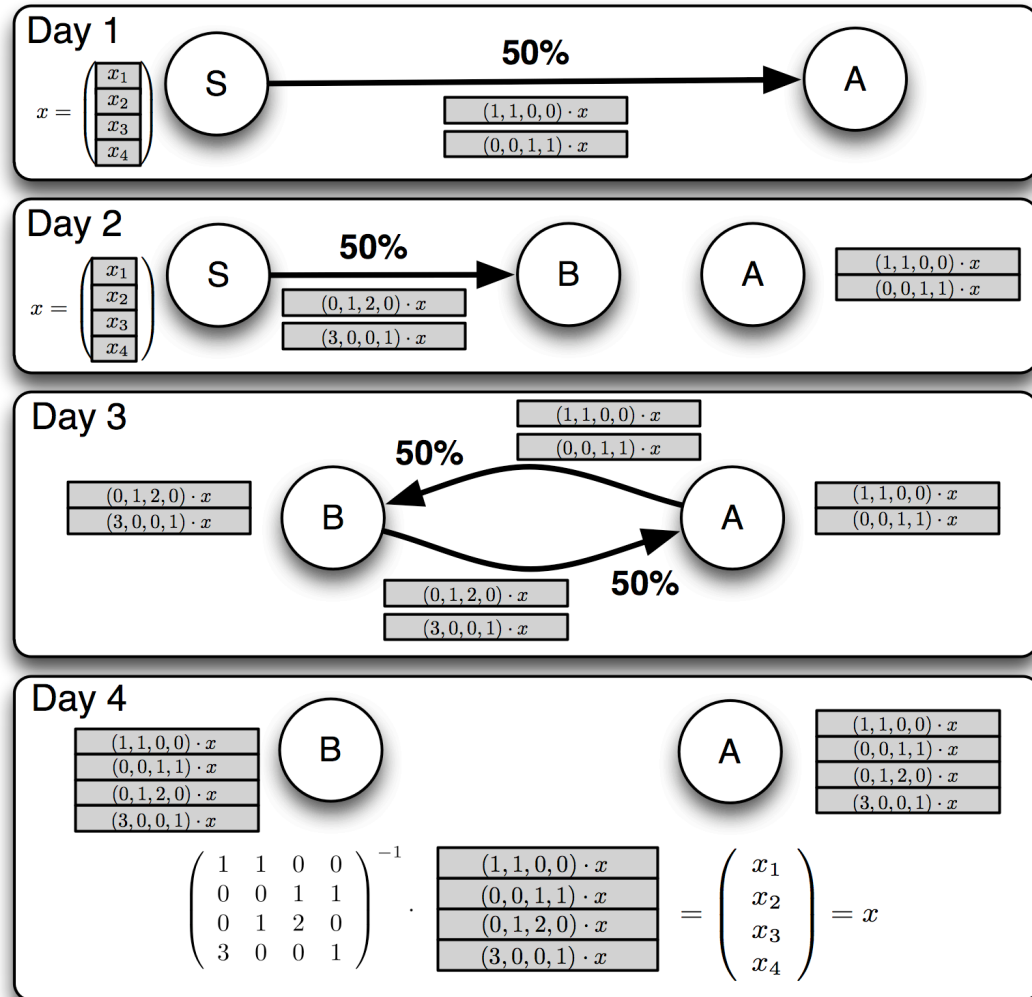 Day 1
50%
S
A
x =
x₁
x₂
x₃
x₄
(1, 1, 0, 0) · x
(0, 0, 1, 1) · x
Day 2
50%
S
B
A
x =
x₁
x₂
x₃
x₄
(0, 1, 2, 0) · x
(3, 0, 0, 1) · x
(1, 1, 0, 0) · x
(0, 0, 1, 1) · x
Day 3
(1, 1, 0, 0) · x
(0, 0, 1, 1) · x
50%
(0, 1, 2, 0) · x
(3, 0, 0, 1) · x
B
A
(1, 1, 0, 0) · x
(0, 0, 1, 1) · x
50%
(0, 1, 2, 0) · x
(3, 0, 0, 1) · x
Day 4
(1, 1, 0, 0) · x
(0, 0, 1, 1) · x
(0, 1, 2, 0) · x
(3, 0, 0, 1) · x
B
A
(1, 1, 0, 0) · x
(0, 0, 1, 1) · x
(0, 1, 2, 0) · x
(3, 0, 0, 1) · x
1 1 0 0
0 0 1 1
0 1 2 0
3 0 0 1
−1
·
(1, 1, 0, 0) · x
(0, 0, 1, 1) · x
(0, 1, 2, 0) · x
(3, 0, 0, 1) · x
=
x₁
x₂
x₃
x₄
= x